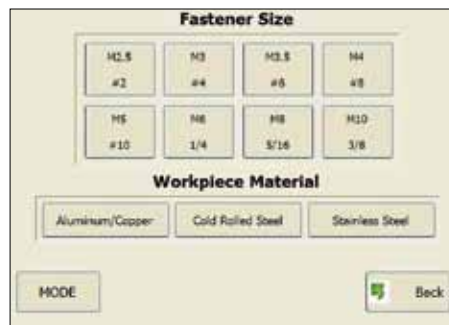 Fastener Size
M2.5 M3 M3.5 M4
#2 #4 #6 #8
M5 M6 M8 M10
#10 1/4 5/16 3/8
Workpiece Material
Aluminum/Copper Cold Rolled Steel Stainless Steel
MODE Back